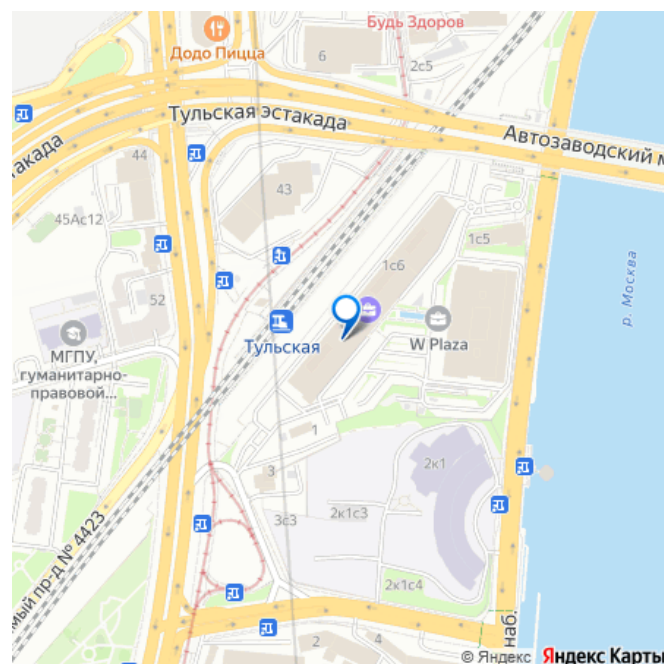 Будь Здоров
Додо Пицца
6
2с5
Тульская эстакада
Автозаводский м
стакада
44
43
45Ас12
1с5
1с6
52
р. Москва
Тульская
W Plaza
МГПУ,
гуманитарно-
правовой...
1
3
2к1
2к1с3
3с3
мый пр-д № 4423
2к1с4
2
4
наб.
© Яндекс Яндекс Карты